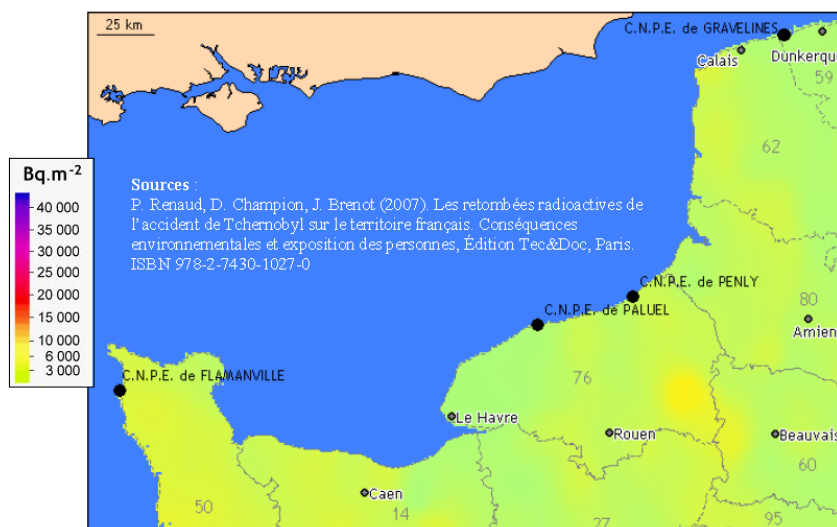 25 km
C.N.P.E. de GRAVELINES
Calais
Dunkerqu
59
62
Bq.m⁻²
40 000
35 000
30 000
25 000
20 000
15 000
10 000
6 000
3 000
Sources :
P. Renaud, D. Champion, J. Brenot (2007). Les retombées radioactives de
l’accident de Tchernobyl sur le territoire français. Conséquences
environnementales et exposition des personnes, Édition Tec&Doc, Paris.
ISBN 978-2-7430-1027-0
C.N.P.E. de PENLY
C.N.P.E. de PALUEL
80
Amien
C.N.P.E. de FLAMANVILLE
76
Le Havre
Rouen
Beauvais
60
Caen
50
14
27
95